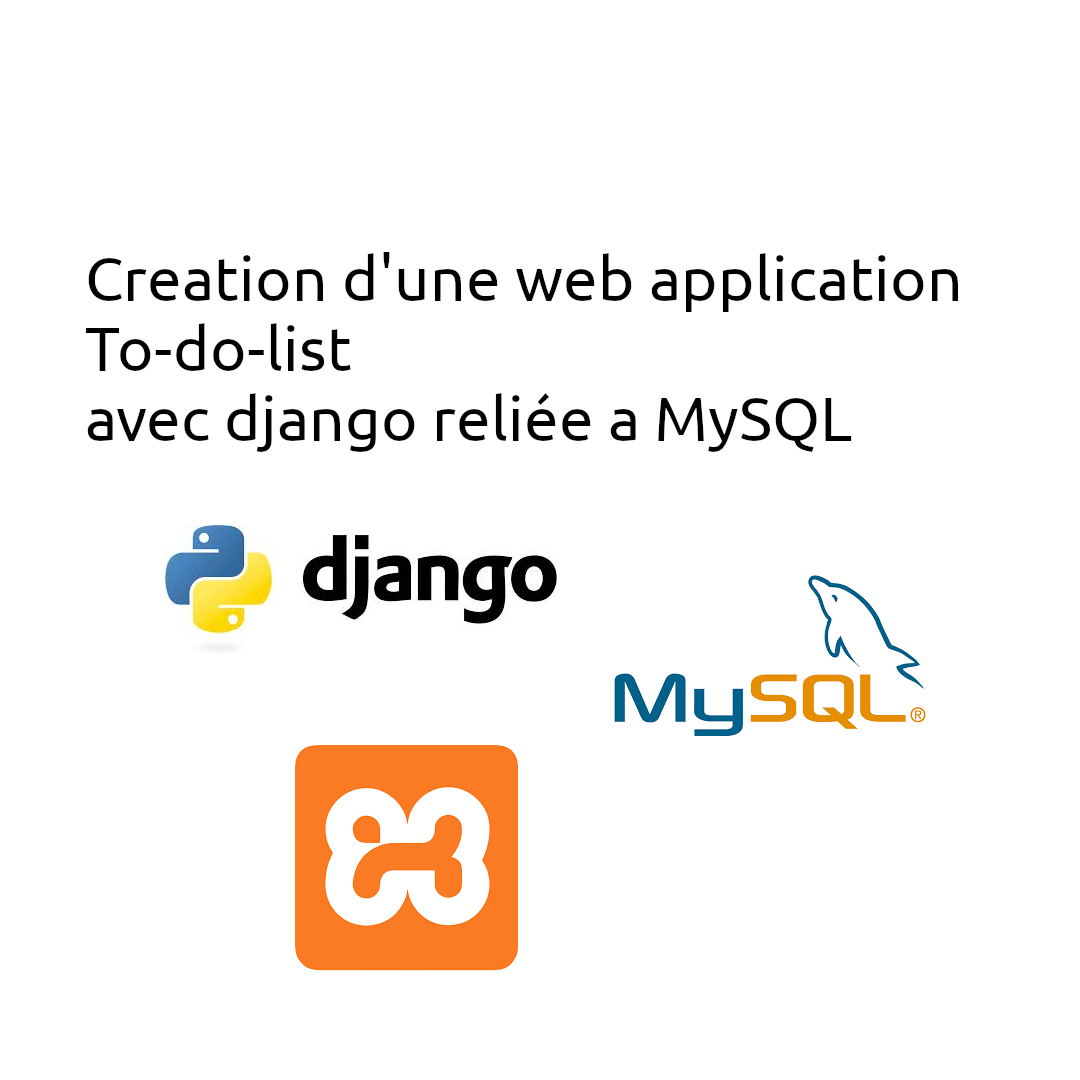 Creation d'une web application
To-do-list
avec django reliée a MySQL
django
MySQL®